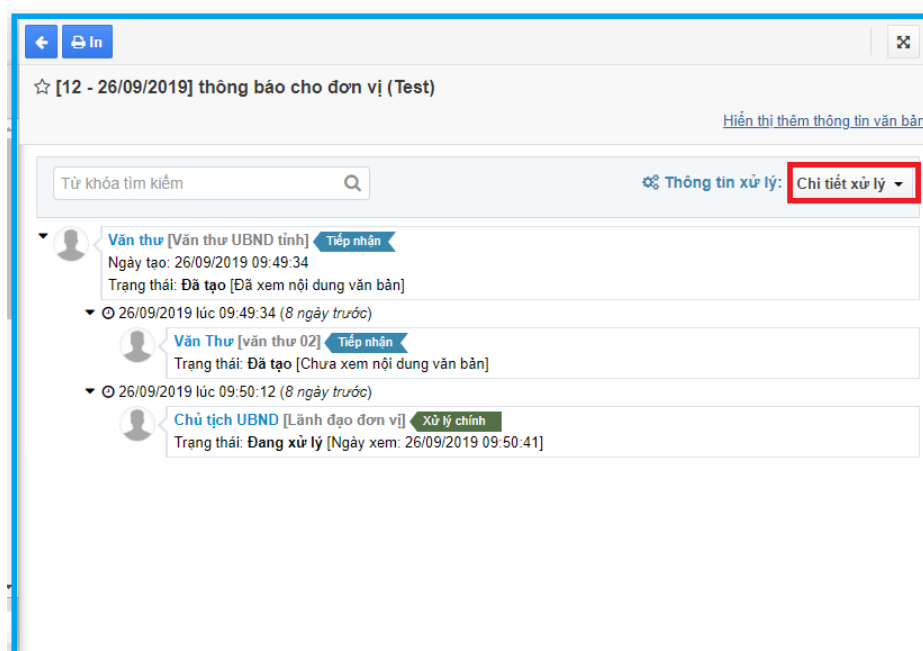 In
[12 - 26/09/2019] thông báo cho đơn vị (Test)
Hiển thị thêm thông tin văn bản
Từ khóa tìm kiếm
Thông tin xử lý: Chi tiết xử lý
Văn thư [Văn thư UBND tỉnh] Tiếp nhận
Ngày tạo: 26/09/2019 09:49:34
Trạng thái: Đã tạo [Đã xem nội dung văn bản]
26/09/2019 lúc 09:49:34 (8 ngày trước)
Văn Thư [văn thư 02] Tiếp nhận
Trạng thái: Đã tạo [Chưa xem nội dung văn bản]
26/09/2019 lúc 09:50:12 (8 ngày trước)
Chủ tịch UBND [Lãnh đạo đơn vị] Xử lý chính
Trạng thái: Đang xử lý [Ngày xem: 26/09/2019 09:50:41]